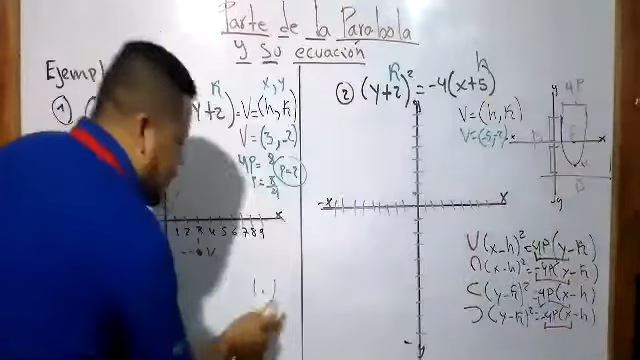 Parte de la Parabola
y su ecuación
Ejempl
①
k
y+2)
x, y
V=(h,k)
V=(3,-2)
4P=8
P=8/4
P=2
x
1 2 3 4 5 6 7 8 9
V
②
k
h
(y+2)²=-4(x+5)
V=(h,k)
V=(-5,-2)
y
-x
x
-y
y
4P
x
F
V
D
-y
(x-h)²=4P(y-k)
(x-h)²=-4P(y-k)
(y-k)²=4P(x-h)
(y-k)²=-4P(x-h)